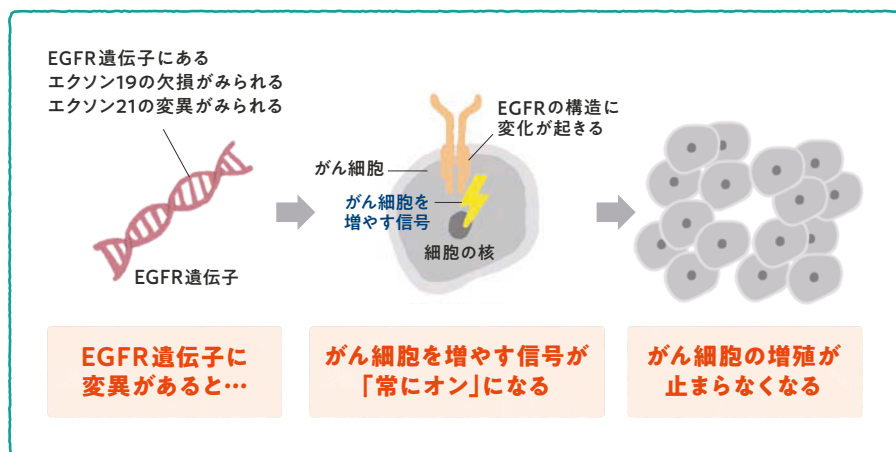 EGFR遺伝子にある
エクソン19の欠損がみられる
エクソン21の変異がみられる
EGFR遺伝子
EGFRの構造に
変化が起きる
がん細胞
がん細胞を
増やす信号
細胞の核
EGFR遺伝子に
変異があると…
がん細胞を増やす信号が
「常にオン」になる
がん細胞の増殖が
止まらなくなる